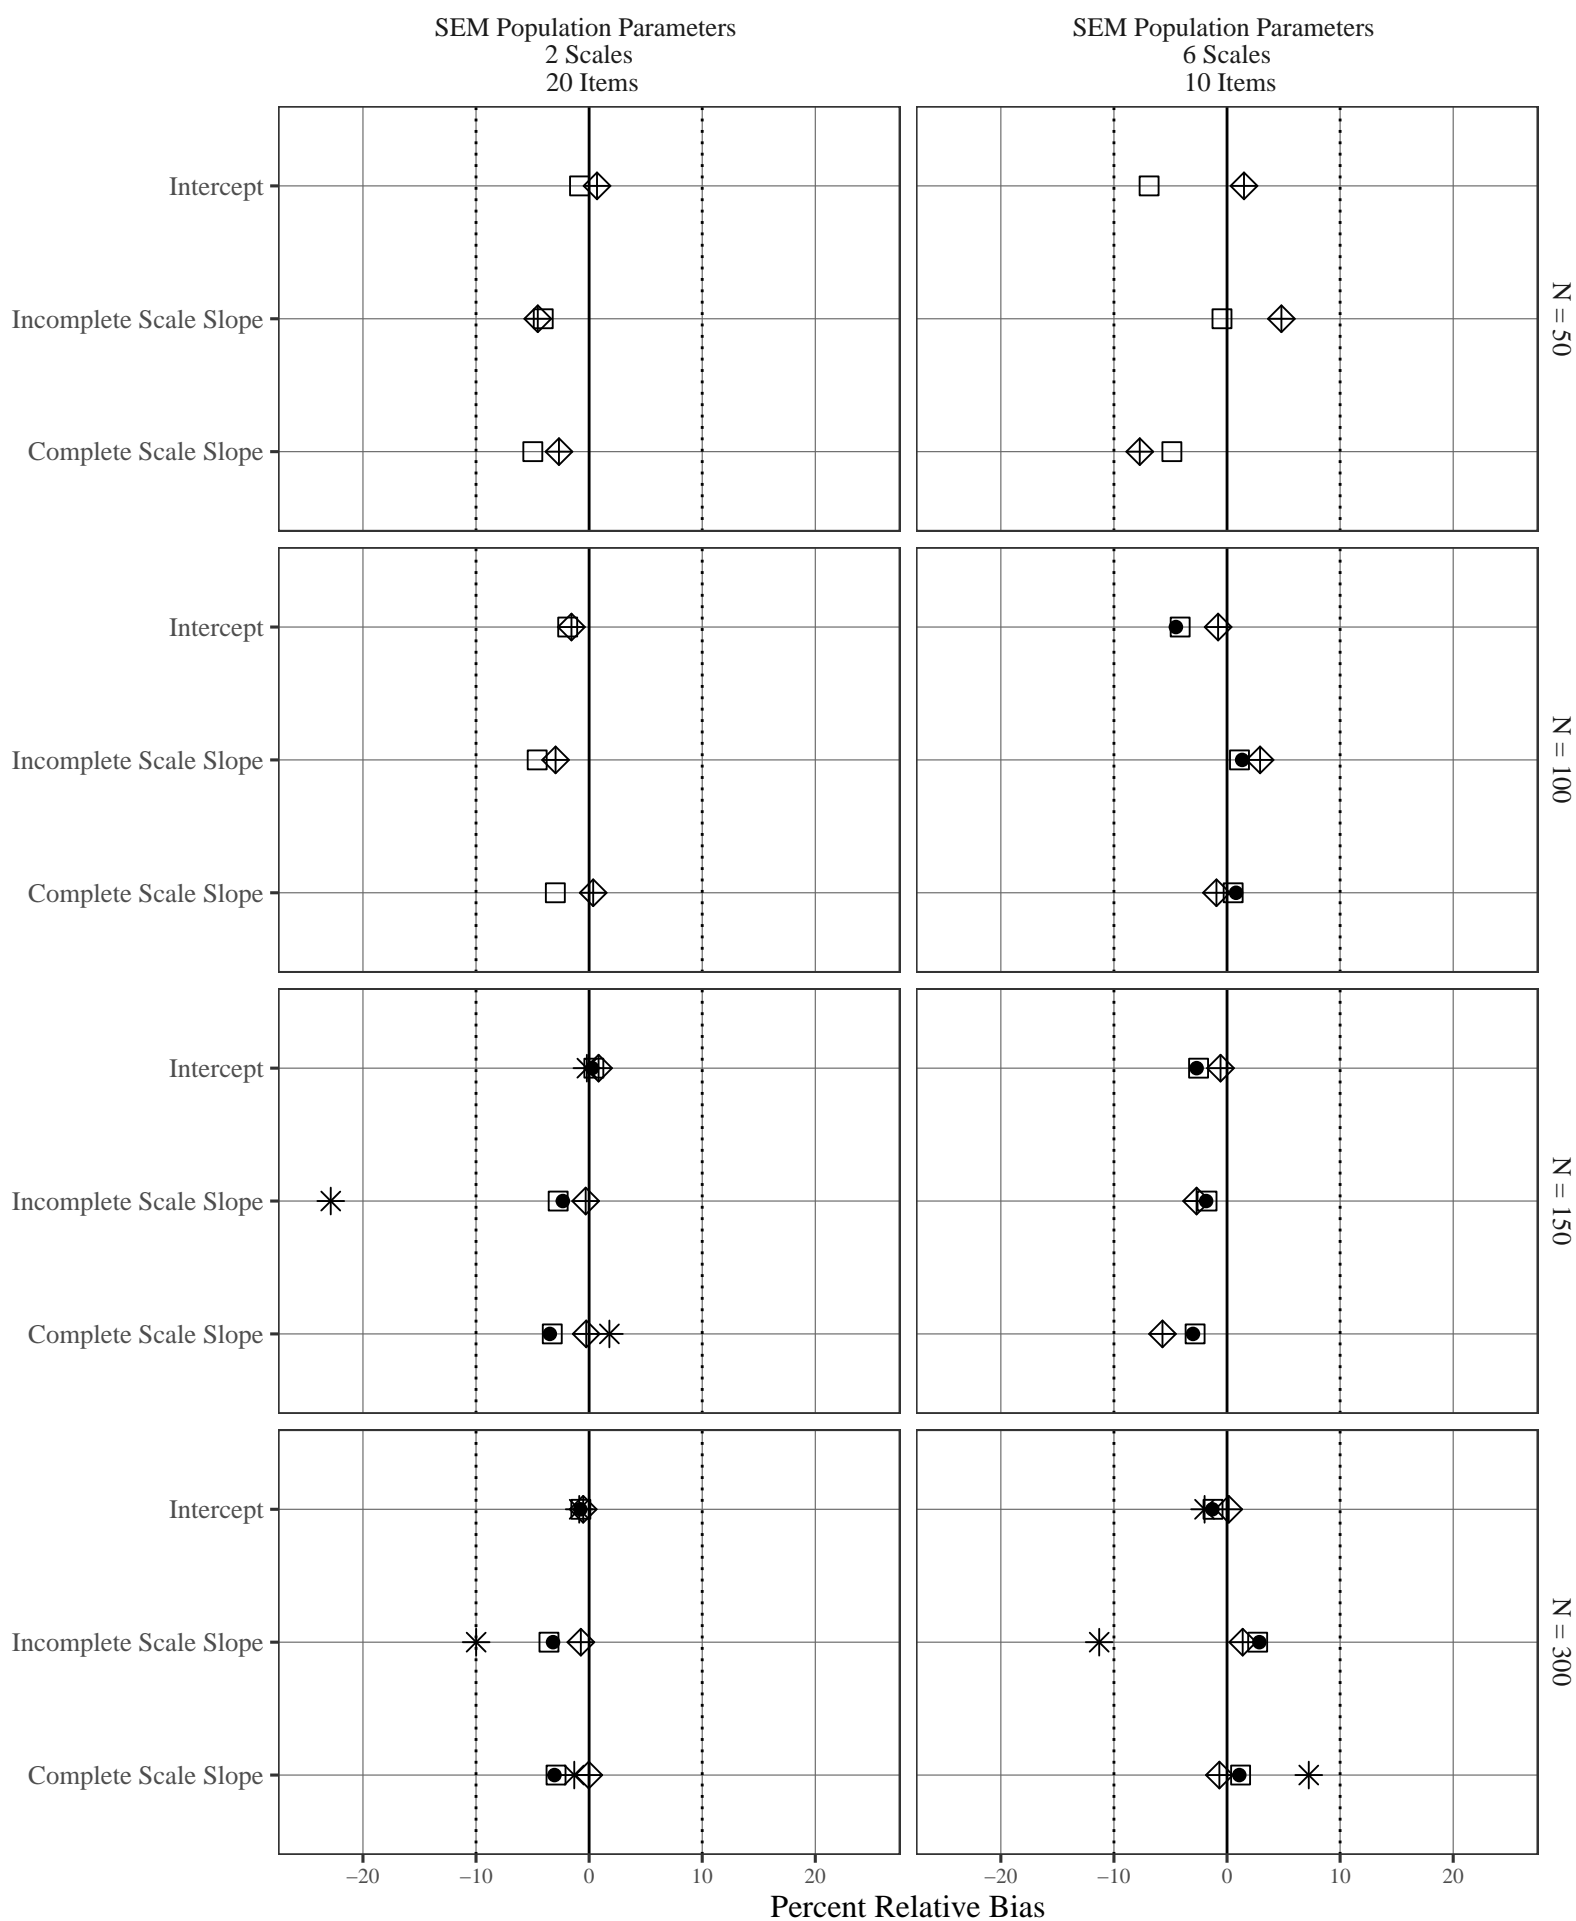 SEM Population Parameters
2 Scales
20 Items
SEM Population Parameters
6 Scales
10 Items
Intercept
Incomplete Scale Slope
Complete Scale Slope
N = 50
Intercept
Incomplete Scale Slope
Complete Scale Slope
N = 100
Intercept
Incomplete Scale Slope
Complete Scale Slope
N = 150
Intercept
Incomplete Scale Slope
Complete Scale Slope
N = 300
−20 −10 0 10 20
−20 −10 0 10 20
Percent Relative Bias